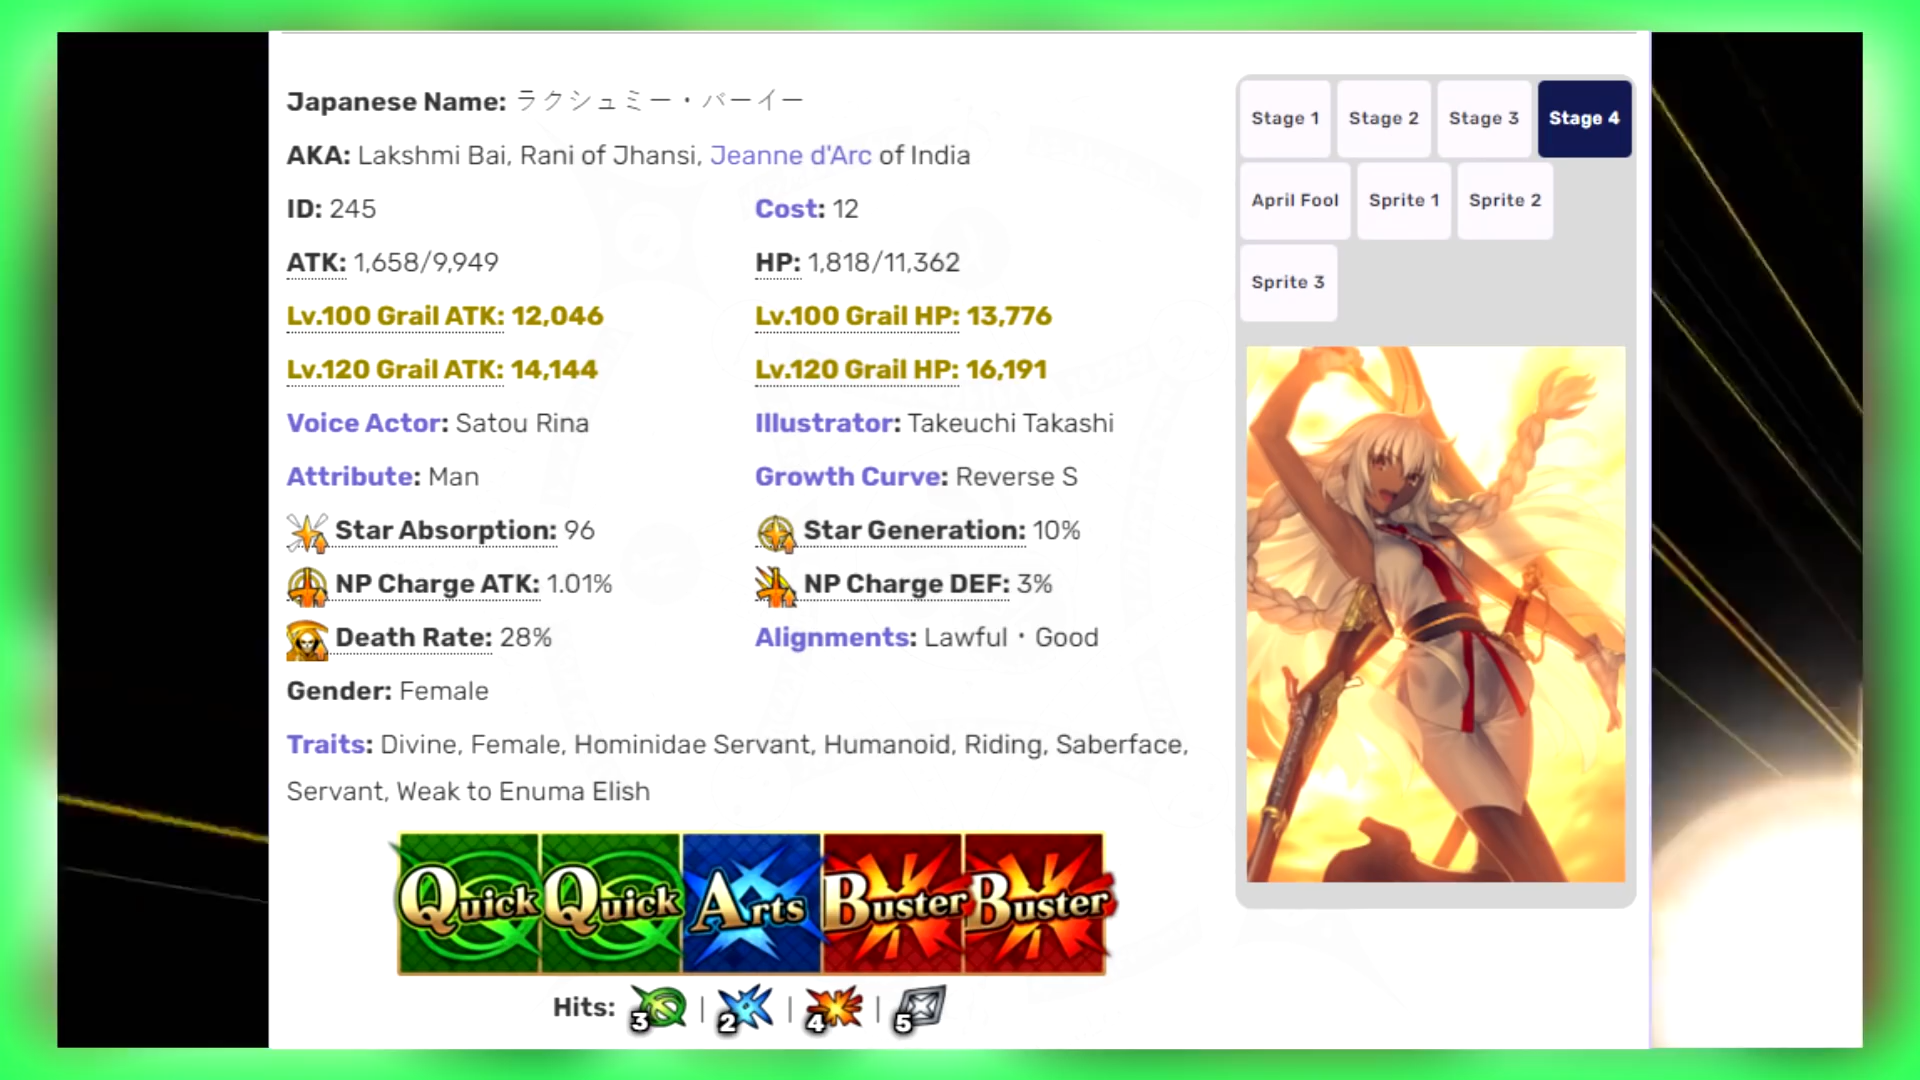 Japanese Name: ラクシュミー・バーイー
AKA: Lakshmi Bai, Rani of Jhansi, Jeanne d'Arc of India
ID: 245 Cost: 12
ATK: 1,658/9,949 HP: 1,818/11,362
Lv.100 Grail ATK: 12,046 Lv.100 Grail HP: 13,776
Lv.120 Grail ATK: 14,144 Lv.120 Grail HP: 16,191
Voice Actor: Satou Rina Illustrator: Takeuchi Takashi
Attribute: Man Growth Curve: Reverse S
Star Absorption: 96 Star Generation: 10%
NP Charge ATK: 1.01% NP Charge DEF: 3%
Death Rate: 28% Alignments: Lawful・Good
Gender: Female
Traits: Divine, Female, Hominidae Servant, Humanoid, Riding, Saberface,
Servant, Weak to Enuma Elish
Quick Quick Arts Buster Buster
Hits: 3 | 2 | 4 | 5
Stage 1 Stage 2 Stage 3 Stage 4
April Fool Sprite 1 Sprite 2
Sprite 3